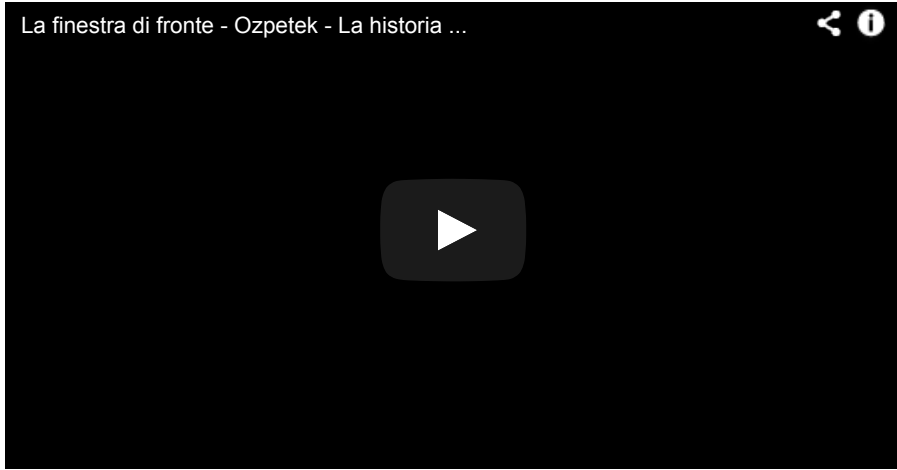 La finestra di fronte - Ozpetek - La historia ...